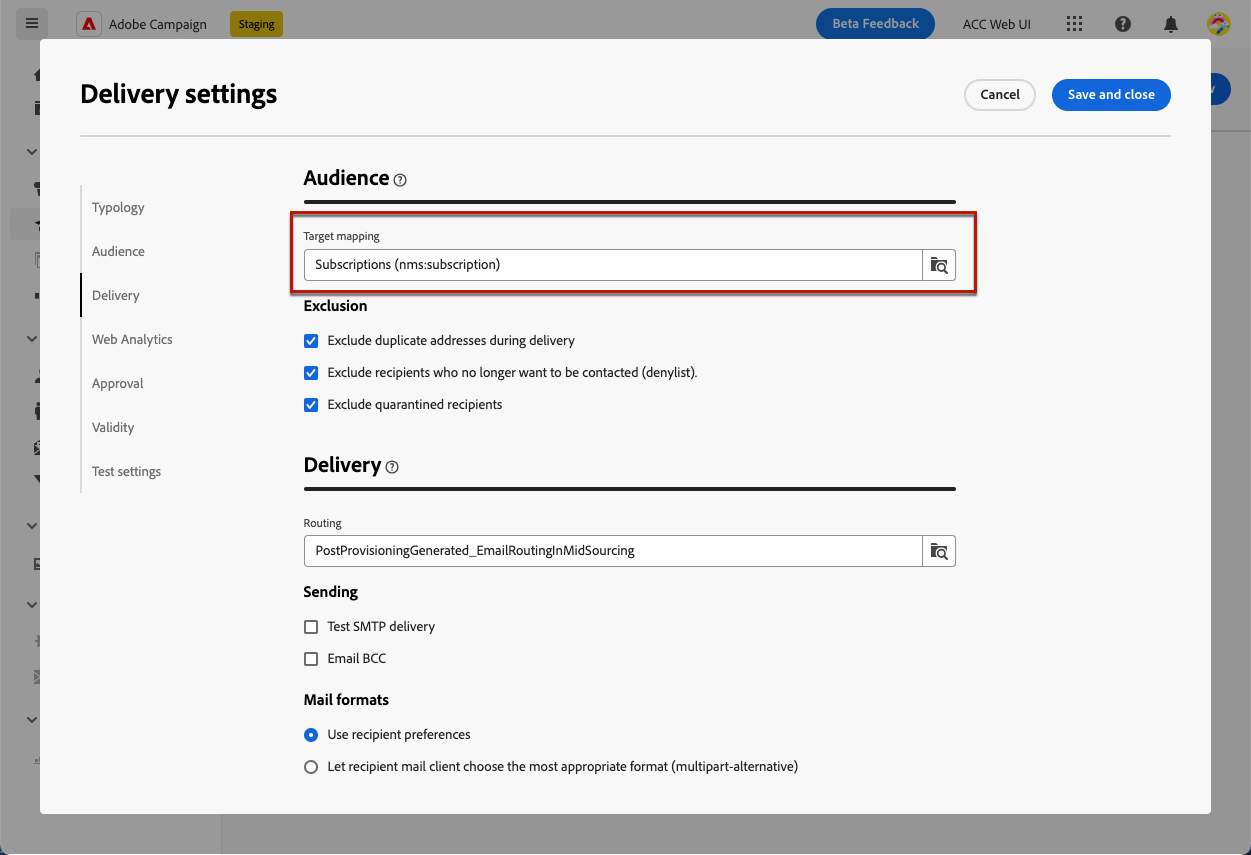 Adobe Campaign
Staging
Beta Feedback
ACC Web UI
Delivery settings
Cancel
Save and close
Typology
Audience
Delivery
Web Analytics
Approval
Validity
Test settings
Audience
Target mapping
Subscriptions (nms:subscription)
Exclusion
Exclude duplicate addresses during delivery
Exclude recipients who no longer want to be contacted (denylist).
Exclude quarantined recipients
Delivery
Routing
PostProvisioningGenerated_EmailRoutingInMidSourcing
Sending
Test SMTP delivery
Email BCC
Mail formats
Use recipient preferences
Let recipient mail client choose the most appropriate format (multipart-alternative)